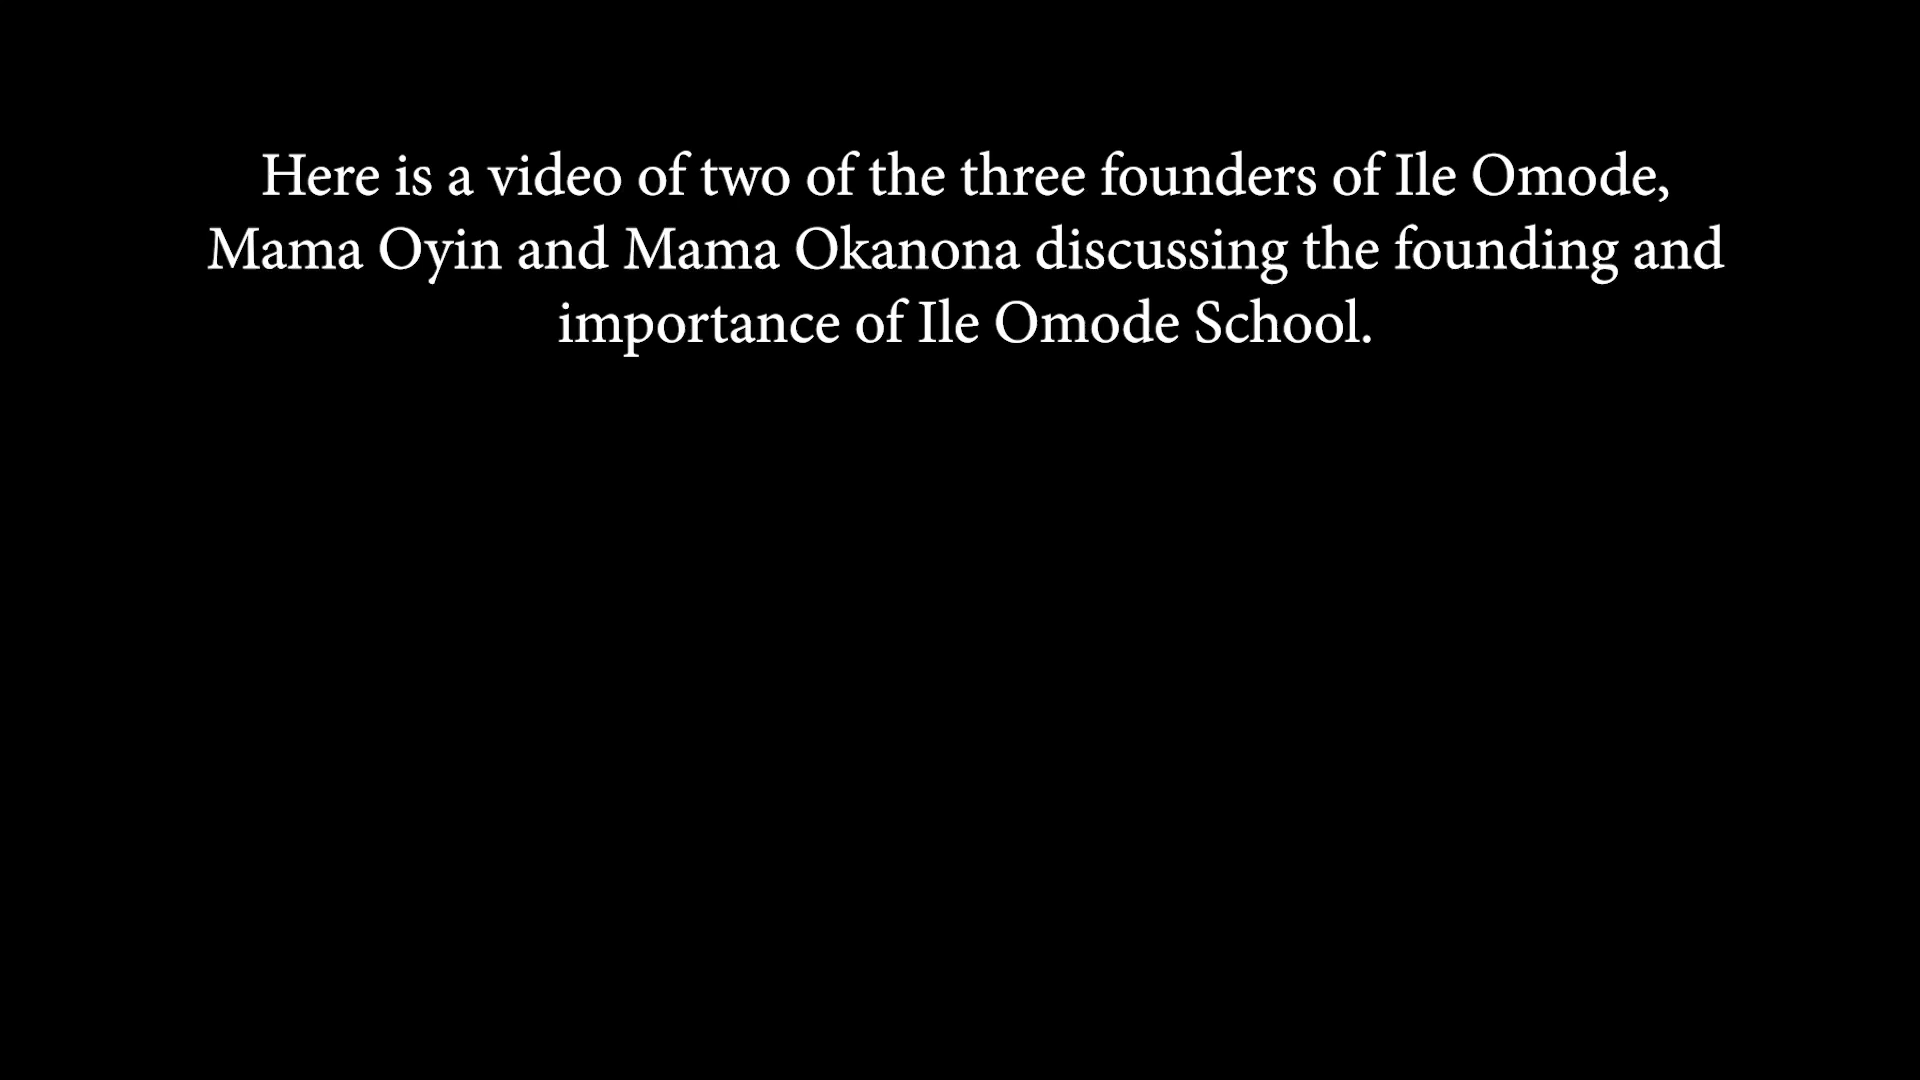 Here is a video of two of the three founders of Ile Omode,
Mama Oyin and Mama Okanona discussing the founding and
importance of Ile Omode School.